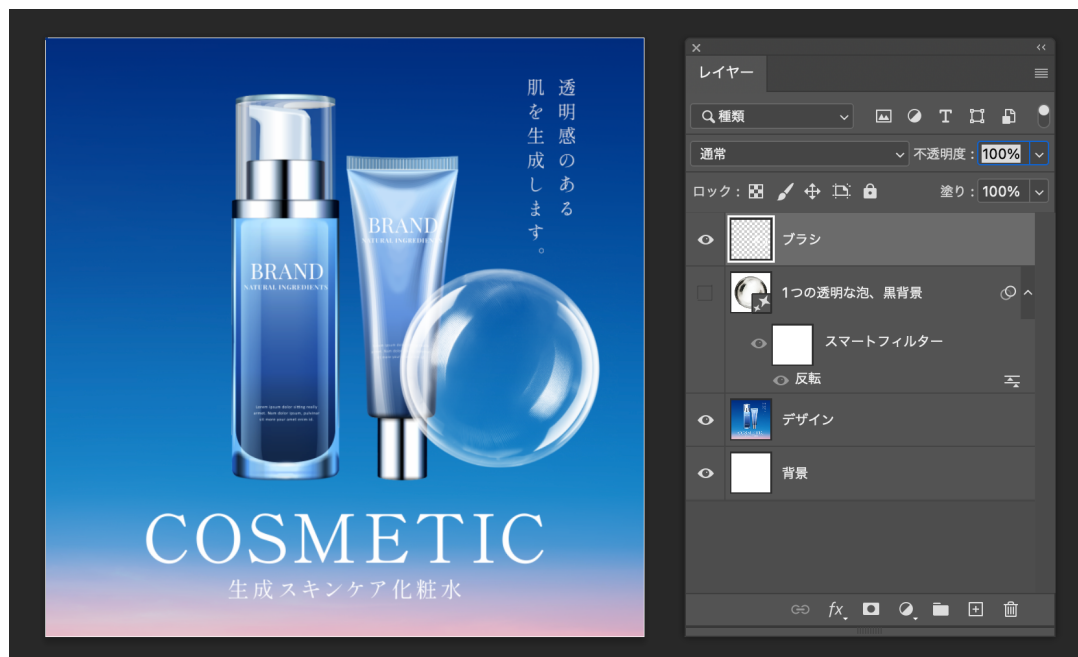 透明感のある
肌を生成します。
BRAND
NATURAL INGREDIENTS
BRAND
NATURAL INGREDIENTS
COSMETIC
生成スキンケア化粧水
レイヤー
種類
通常
不透明度：100%
ロック：
塗り：100%
ブラシ
1つの透明な泡、黒背景
スマートフィルター
反転
デザイン
背景
fx